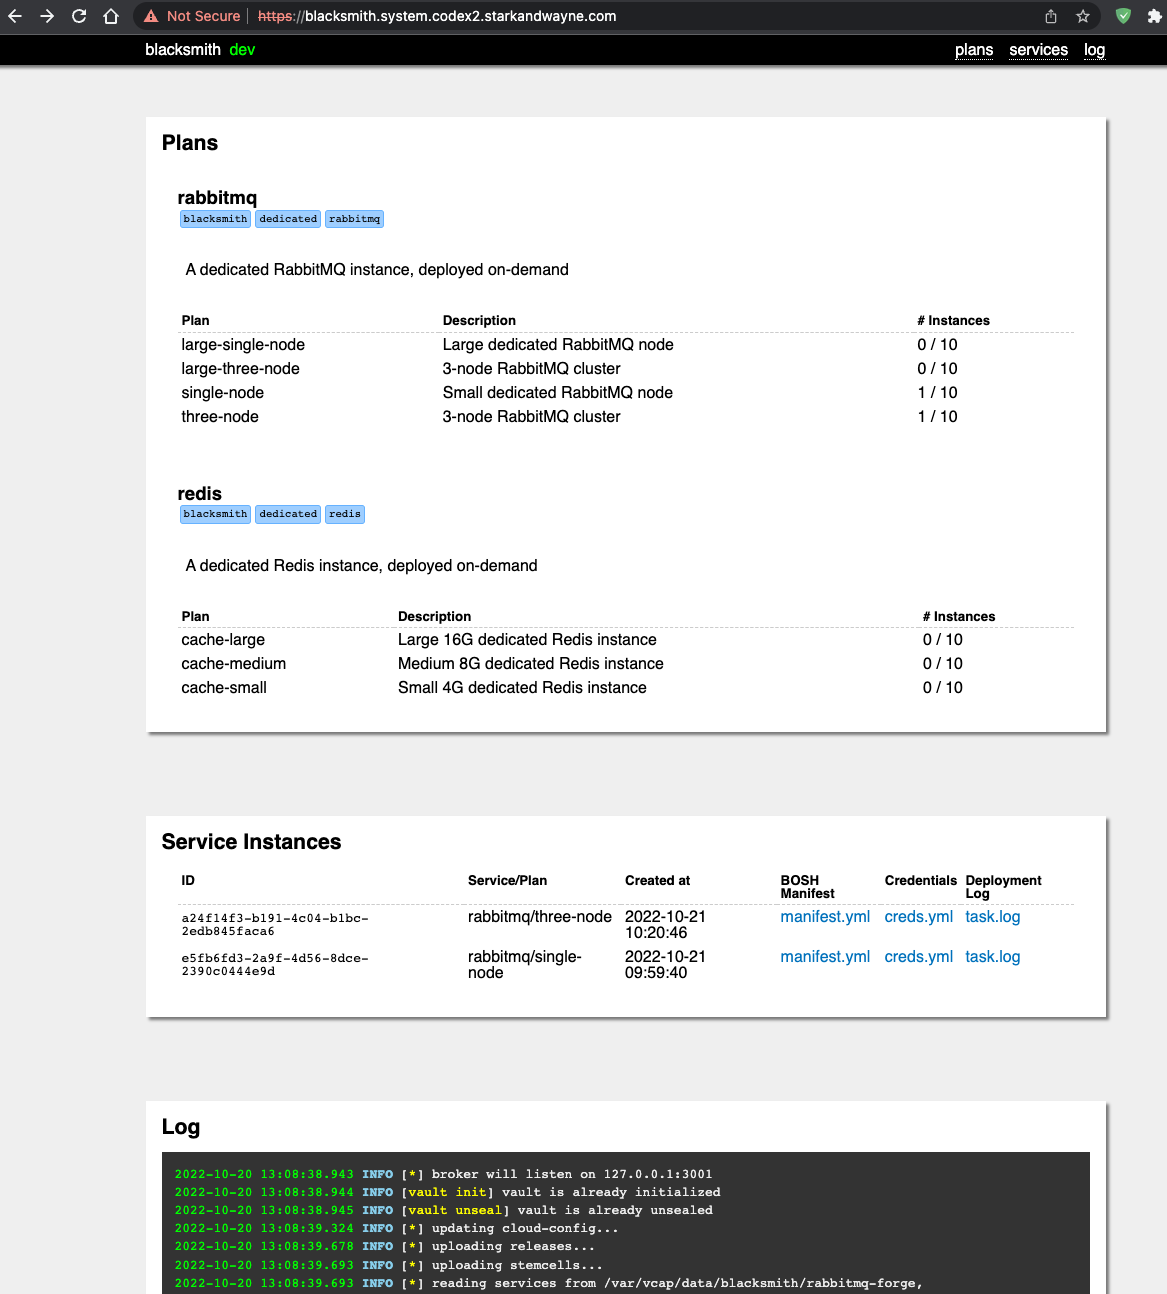 Not Secure | https://blacksmith.system.codex2.starkandwayne.com
blacksmith dev plans services log
Plans
rabbitmq
blacksmith dedicated rabbitmq
A dedicated RabbitMQ instance, deployed on-demand
Plan Description # Instances
large-single-node Large dedicated RabbitMQ node 0 / 10
large-three-node 3-node RabbitMQ cluster 0 / 10
single-node Small dedicated RabbitMQ node 1 / 10
three-node 3-node RabbitMQ cluster 1 / 10
redis
blacksmith dedicated redis
A dedicated Redis instance, deployed on-demand
Plan Description # Instances
cache-large Large 16G dedicated Redis instance 0 / 10
cache-medium Medium 8G dedicated Redis instance 0 / 10
cache-small Small 4G dedicated Redis instance 0 / 10
Service Instances
ID Service/Plan Created at BOSH Credentials Deployment
Manifest Log
a24f14f3-b191-4c04-b1bc- rabbitmq/three-node 2022-10-21 manifest.yml creds.yml task.log
2edb845faca6 10:20:46
e5fb6fd3-2a9f-4d56-8dce- rabbitmq/single- 2022-10-21 manifest.yml creds.yml task.log
2390c0444e9d node 09:59:40
Log
2022-10-20 13:08:38.943 INFO [*] broker will listen on 127.0.0.1:3001
2022-10-20 13:08:38.944 INFO [vault init] vault is already initialized
2022-10-20 13:08:38.945 INFO [vault unseal] vault is already unsealed
2022-10-20 13:08:39.324 INFO [*] updating cloud-config...
2022-10-20 13:08:39.678 INFO [*] uploading releases...
2022-10-20 13:08:39.693 INFO [*] uploading stemcells...
2022-10-20 13:08:39.693 INFO [*] reading services from /var/vcap/data/blacksmith/rabbitmq-forge,